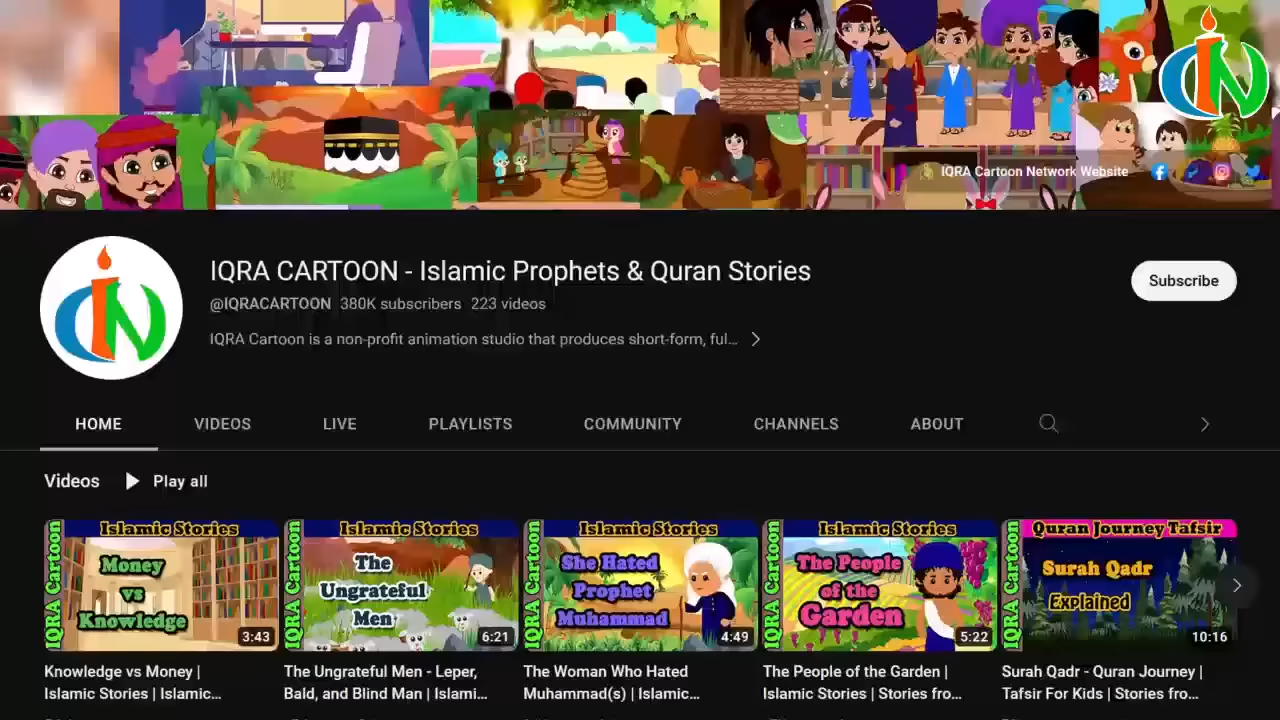 IQRA Cartoon Network Website
IQRA CARTOON - Islamic Prophets & Quran Stories
@IQRACARTOON 380K subscribers 223 videos
IQRA Cartoon is a non-profit animation studio that produces short-form, ful...
Subscribe
HOME VIDEOS LIVE PLAYLISTS COMMUNITY CHANNELS ABOUT
Videos Play all
IQRA Cartoon
Islamic Stories
Money
vs
Knowledge
3:43
IQRA Cartoon
Islamic Stories
The
Ungrateful
Men
6:21
IQRA Cartoon
Islamic Stories
She Hated
Prophet
Muhammad
4:49
IQRA Cartoon
Islamic Stories
The People
of the
Garden
5:22
IQRA Cartoon
Quran Journey Tafsir
Surah Qadr
Explained
10:16
Knowledge vs Money |
Islamic Stories | Islamic...
The Ungrateful Men - Leper,
Bald, and Blind Man | Islami...
The Woman Who Hated
Muhammad(s) | Islamic...
The People of the Garden |
Islamic Stories | Stories fro...
Surah Qadr - Quran Journey |
Tafsir For Kids | Stories fro...